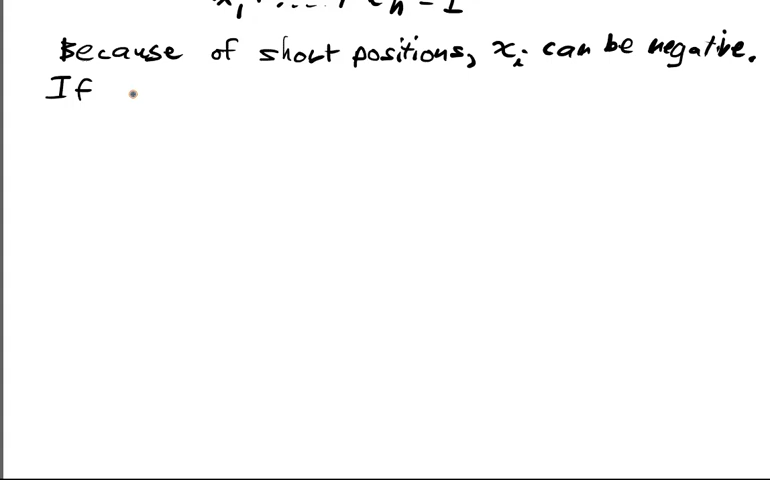 Because of short positions, xᵢ can be negative.
If